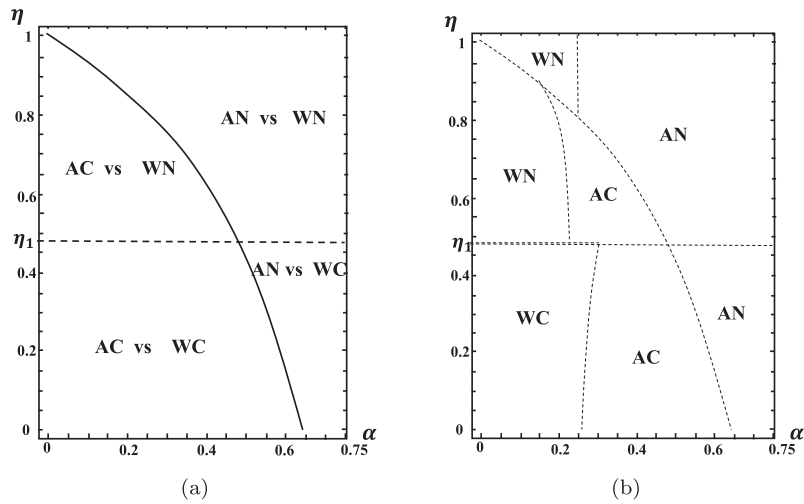 η
1
0.8
0.6
η1
0.4
0.2
0
AN vs WN
AC vs WN
AN vs WC
AC vs WC
0 0.2 0.4 0.6 0.75
α
(a)
η
1
0.8
0.6
η1
0.4
0.2
0
WN
AN
WN
AC
WC
AN
AC
0 0.2 0.4 0.6 0.75
α
(b)